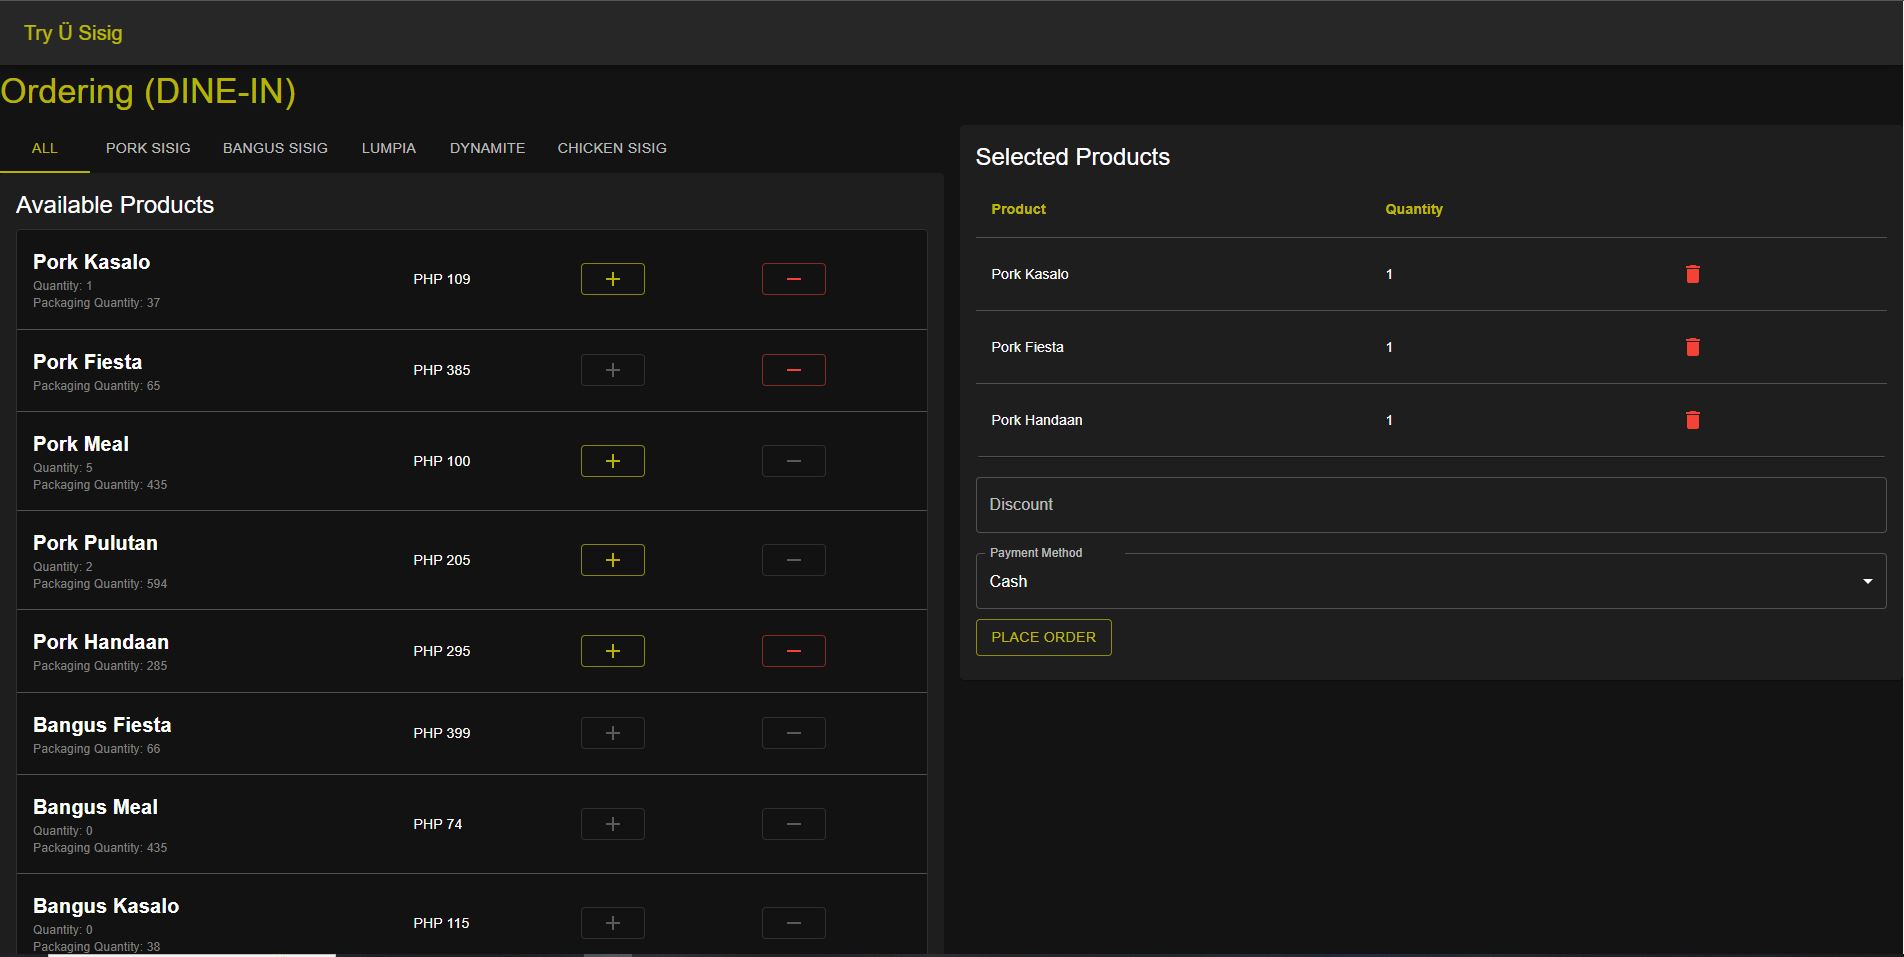 Try Ü Sisig
Ordering (DINE-IN)
ALL PORK SISIG BANGUS SISIG LUMPIA DYNAMITE CHICKEN SISIG
Available Products
Pork Kasalo
Quantity: 1
Packaging Quantity: 37
PHP 109
Pork Fiesta
Packaging Quantity: 65
PHP 385
Pork Meal
Quantity: 5
Packaging Quantity: 435
PHP 100
Pork Pulutan
Quantity: 2
Packaging Quantity: 594
PHP 205
Pork Handaan
Packaging Quantity: 285
PHP 295
Bangus Fiesta
Packaging Quantity: 66
PHP 399
Bangus Meal
Quantity: 0
Packaging Quantity: 435
PHP 74
Bangus Kasalo
Quantity: 0
Packaging Quantity: 38
PHP 115
Selected Products
Product Quantity
Pork Kasalo 1
Pork Fiesta 1
Pork Handaan 1
Discount
Payment Method
Cash
PLACE ORDER